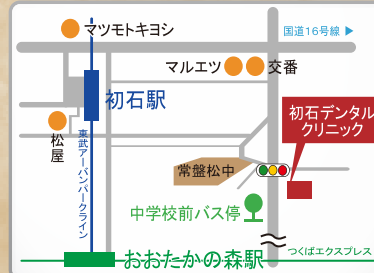 マツモトキヨシ
国道16号線 ▶
マルエツ
交番
初石駅
初石デンタル
クリニック
松屋
東武アーバンパークライン
常盤松中
中学校前バス停
つくばエクスプレス
おおたかの森駅